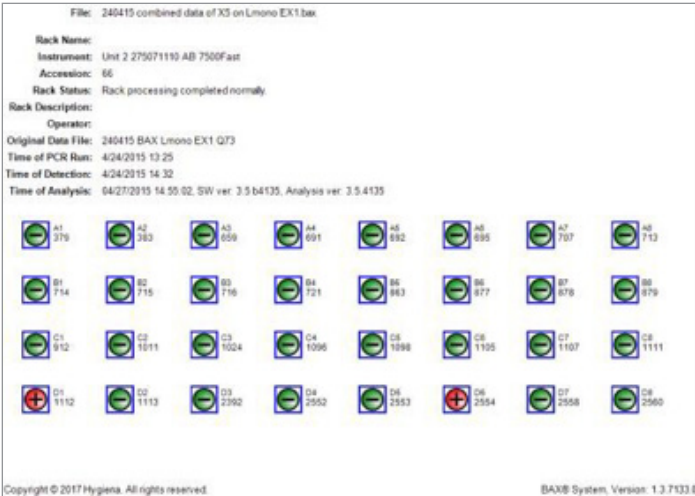 File: 240415 combined data of X5 on Lmono EX1.bax
Rack Name:
Instrument: Unit 2 275071110 AB 7500Fast
Accession: 66
Rack Status: Rack processing completed normally.
Rack Description:
Operator:
Original Data File: 240415 BAX Lmono EX1 Q73
Time of PCR Run: 4/24/2015 13:25
Time of Detection: 4/24/2015 14:32
Time of Analysis: 04/27/2015 14:55:02, SW ver: 3.5 b4135, Analysis ver: 3.5.4135
A1 A2 A3 A4 A5 A6 A7 A8
379 383 659 691 692 695 707 713
B1 B2 B3 B4 B5 B6 B7 B8
714 715 716 721 863 877 878 879
C1 C2 C3 C4 C5 C6 C7 C8
912 1011 1024 1096 1098 1105 1107 1111
D1 D2 D3 D4 D5 D6 D7 D8
1112 1113 2392 2552 2553 2554 2558 2560
Copyright © 2017 Hygiena. All rights reserved. BAX® System, Version: 1.3.7133.